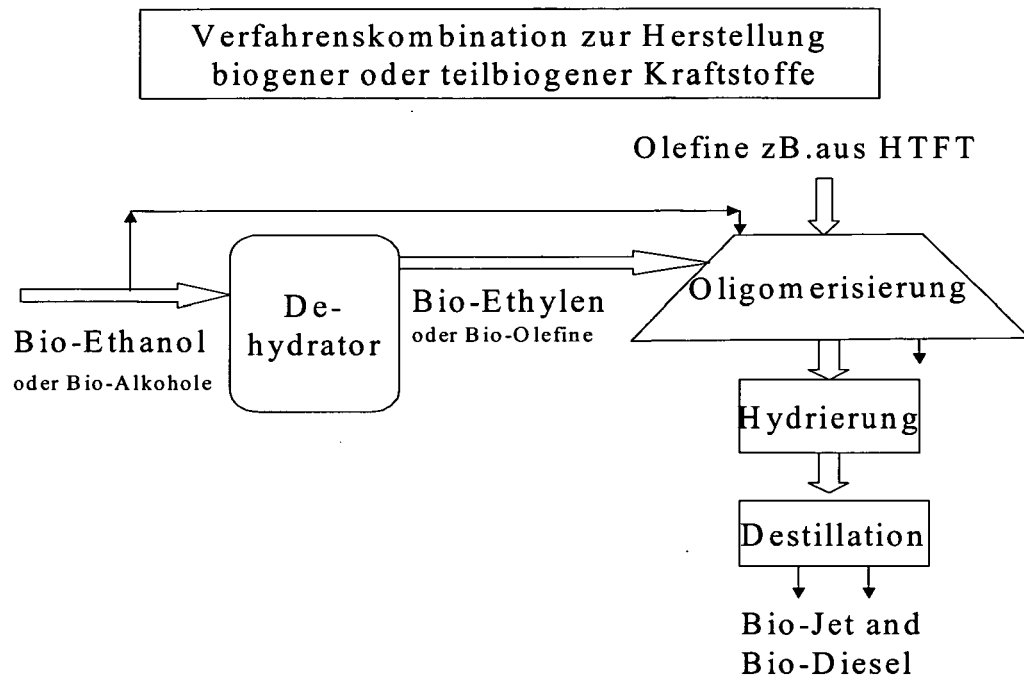 Verfahrenskombination zur Herstellung
biogener oder teilbiogener Kraftstoffe
Olefine zB.aus HTFT
Oligomerisierung
De-
hydrator
Bio-Ethylen
oder Bio-Olefine
Bio-Ethanol
oder Bio-Alkohole
Hydrierung
Destillation
Bio-Jet and
Bio-Diesel